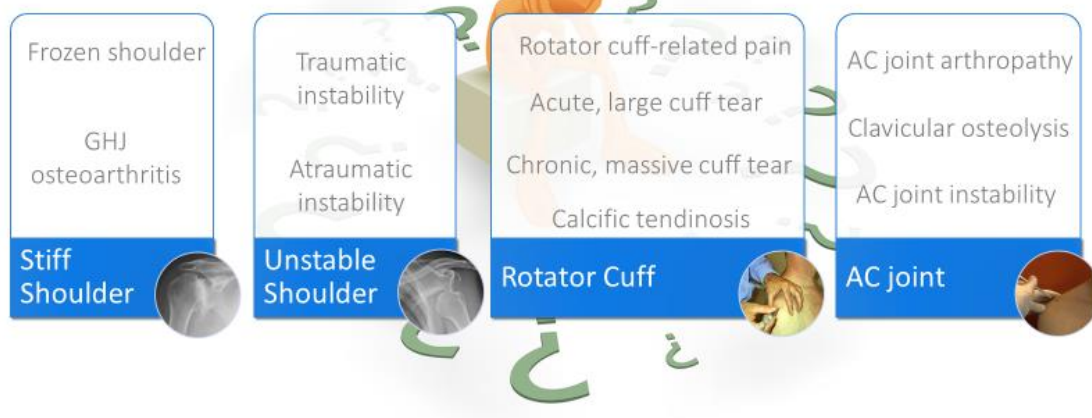 Frozen shoulder
GHJ
osteoarthritis
Stiff
Shoulder
Traumatic
instability
Atraumatic
instability
Unstable
Shoulder
Rotator cuff-related pain
Acute, large cuff tear
Chronic, massive cuff tear
Calcific tendinosis
Rotator Cuff
AC joint arthropathy
Clavicular osteolysis
AC joint instability
AC joint